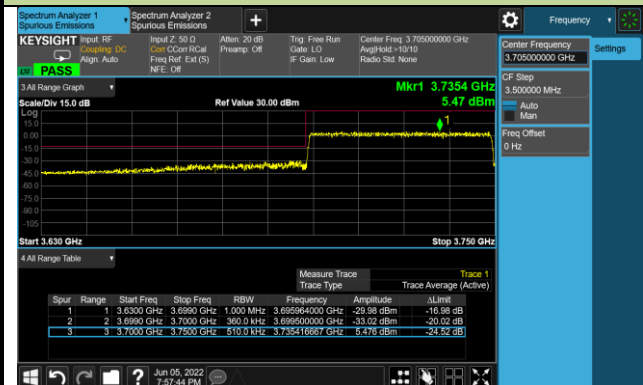 Spectrum Analyzer 1
Spurious Emissions
Spectrum Analyzer 2
Spurious Emissions
+
Frequency
KEYSIGHT
Input: RF
Coupling: DC
Align: Auto
Input Z: 50 Ω
Corr CCorr RCal
Freq Ref: Ext (S)
NFE: Off
Atten: 20 dB
Preamp: Off
Trig: Free Run
Gate: LO
IF Gain: Low
Center Freq: 3.705000000 GHz
Avg|Hold:>10/10
Radio Std: None
PASS
Center Frequency
3.705000000 GHz
Settings
CF Step
3.500000 MHz
Auto
Man
Freq Offset
0 Hz
3 All Range Graph
Mkr1 3.7354 GHz
Scale/Div 15.0 dB
Ref Value 30.00 dBm
5.47 dBm
Log
15.0
0.00
-15.0
-30.0
-45.0
-60.0
-75.0
-90.0
-105
1
Start 3.630 GHz
Stop 3.750 GHz
4 All Range Table
Measure Trace Trace 1
Trace Type Trace Average (Active)
Spur Range Start Freq Stop Freq RBW Frequency Amplitude ΔLimit
1 1 3.6300 GHz 3.6990 GHz 1.000 MHz 3.695964000 GHz -29.98 dBm -16.98 dB
2 2 3.6990 GHz 3.7000 GHz 360.0 kHz 3.699500000 GHz -33.02 dBm -20.02 dB
3 3 3.7000 GHz 3.7500 GHz 510.0 kHz 3.735416667 GHz 5.476 dBm -24.52 dB
?
Jun 05, 2022
7:57:44 PM